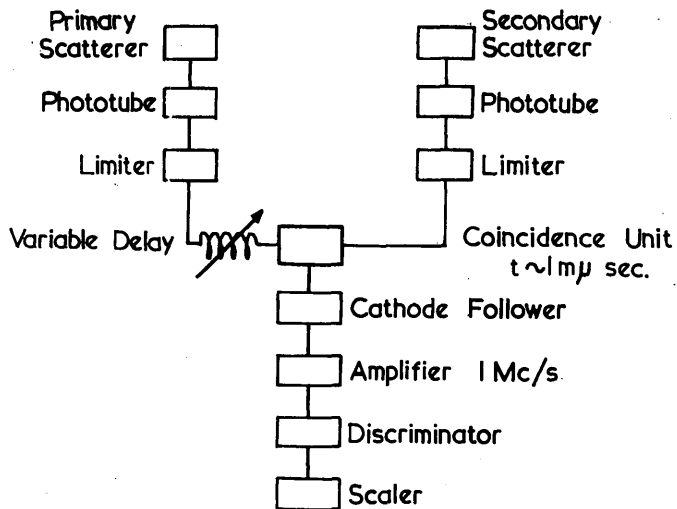 Primary
Scatterer
Secondary
Scatterer
Phototube
Phototube
Limiter
Limiter
Variable Delay
Coincidence Unit
t ~ 1 mμ sec.
Cathode Follower
Amplifier 1 Mc/s
Discriminator
Scaler